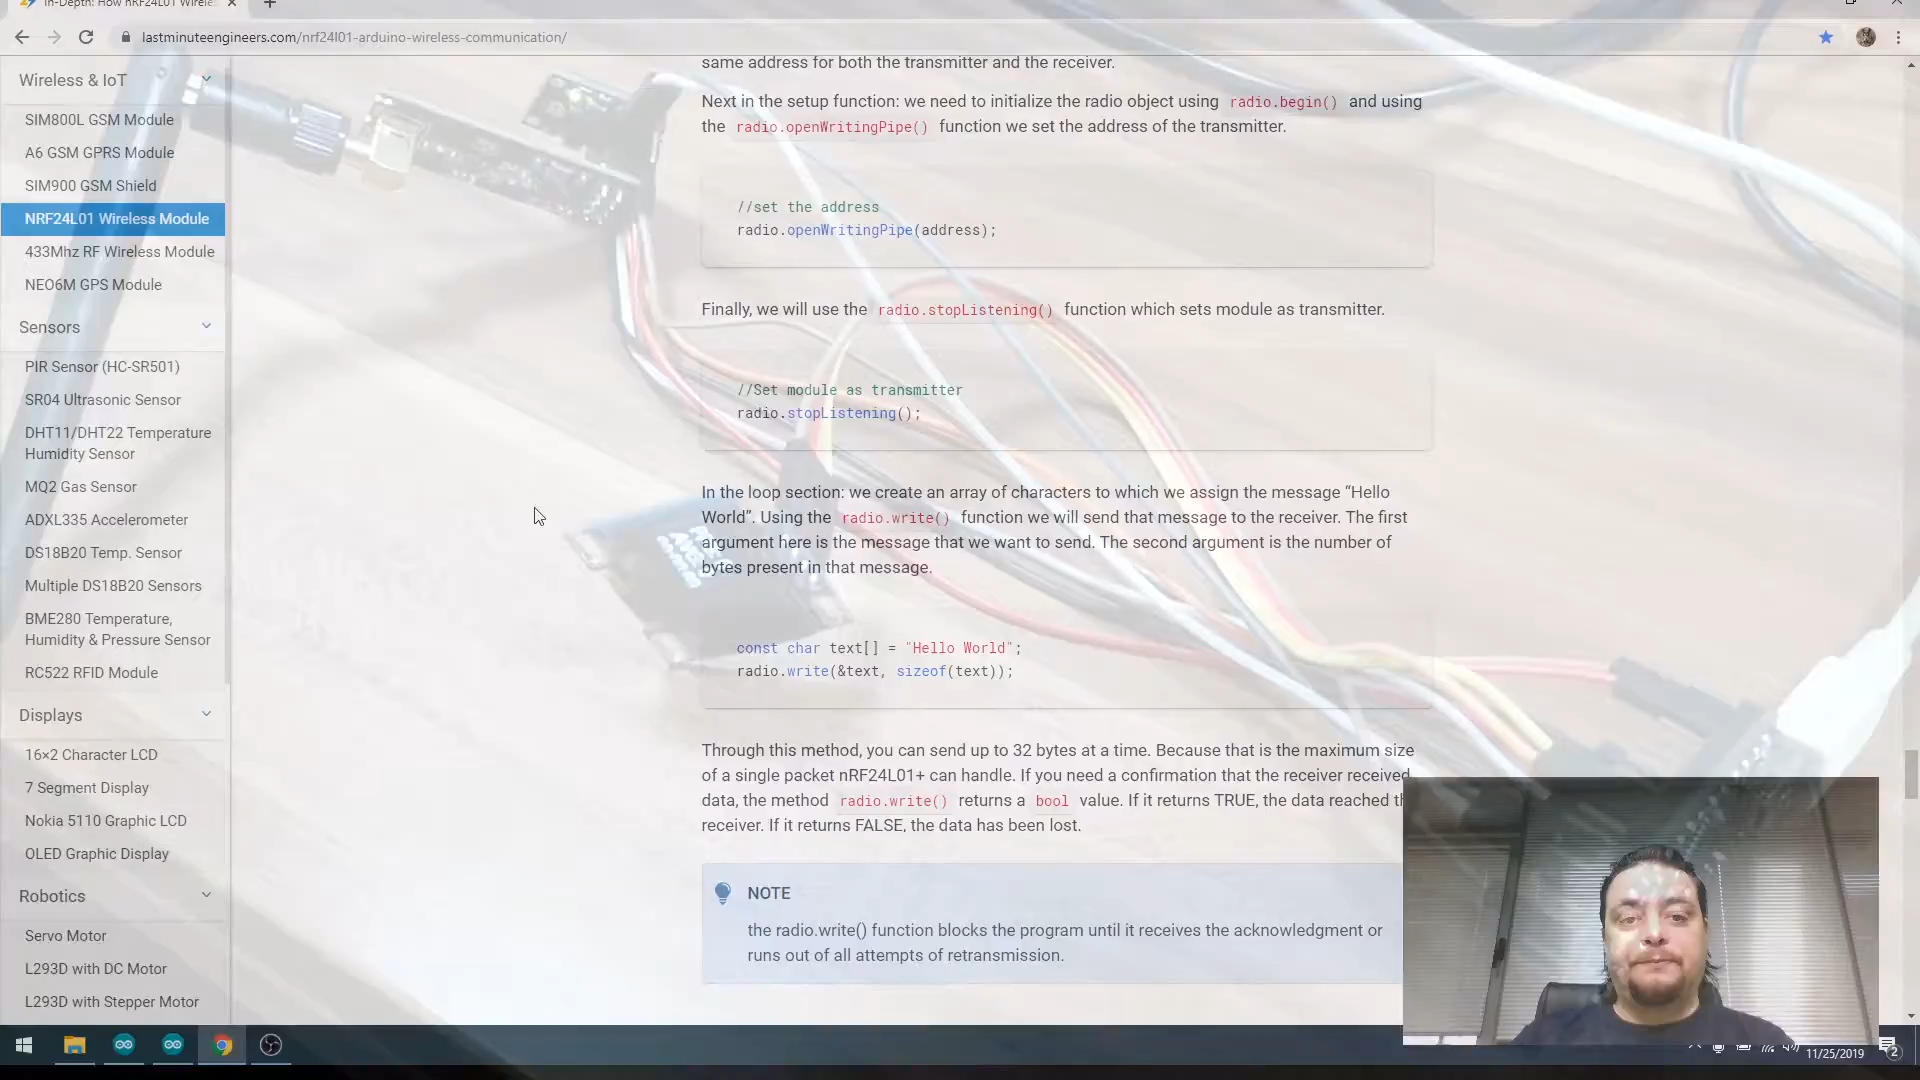 In-Depth: How nRF24L01 Wirele
lastminuteengineers.com/nrf24l01-arduino-wireless-communication/
Wireless & IoT
SIM800L GSM Module
A6 GSM GPRS Module
SIM900 GSM Shield
NRF24L01 Wireless Module
433Mhz RF Wireless Module
NEO6M GPS Module
Sensors
PIR Sensor (HC-SR501)
SR04 Ultrasonic Sensor
DHT11/DHT22 Temperature
Humidity Sensor
MQ2 Gas Sensor
ADXL335 Accelerometer
DS18B20 Temp. Sensor
Multiple DS18B20 Sensors
BME280 Temperature,
Humidity & Pressure Sensor
RC522 RFID Module
Displays
16×2 Character LCD
7 Segment Display
Nokia 5110 Graphic LCD
OLED Graphic Display
Robotics
Servo Motor
L293D with DC Motor
L293D with Stepper Motor
same address for both the transmitter and the receiver.
Next in the setup function: we need to initialize the radio object using radio.begin() and using
the radio.openWritingPipe() function we set the address of the transmitter.
//set the address
radio.openWritingPipe(address);
Finally, we will use the radio.stopListening() function which sets module as transmitter.
//Set module as transmitter
radio.stopListening();
In the loop section: we create an array of characters to which we assign the message “Hello
World”. Using the radio.write() function we will send that message to the receiver. The first
argument here is the message that we want to send. The second argument is the number of
bytes present in that message.
const char text[] = "Hello World";
radio.write(&text, sizeof(text));
Through this method, you can send up to 32 bytes at a time. Because that is the maximum size
of a single packet nRF24L01+ can handle. If you need a confirmation that the receiver received
data, the method radio.write() returns a bool value. If it returns TRUE, the data reached th
receiver. If it returns FALSE, the data has been lost.
NOTE
the radio.write() function blocks the program until it receives the acknowledgment or
runs out of all attempts of retransmission.
11/25/2019
2